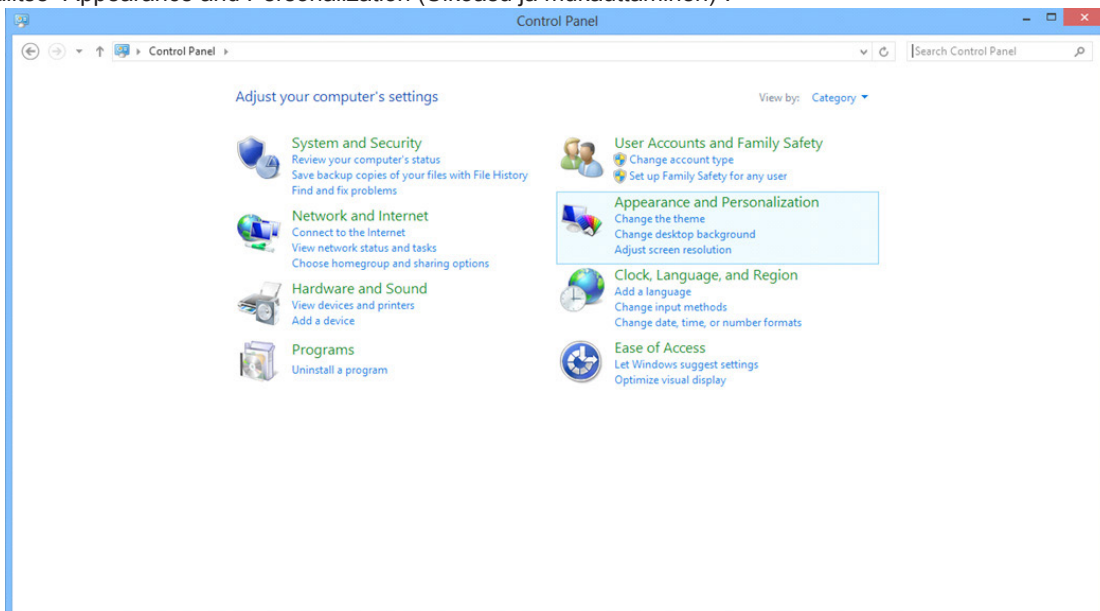 Appearance and Personalization (Ulkoasu ja mukauttaminen)".
Control Panel
Control Panel
Search Control Panel
Adjust your computer's settings
View by: Category
System and Security
Review your computer's status
Save backup copies of your files with File History
Find and fix problems
Network and Internet
Connect to the Internet
View network status and tasks
Choose homegroup and sharing options
Hardware and Sound
View devices and printers
Add a device
Programs
Uninstall a program
User Accounts and Family Safety
Change account type
Set up Family Safety for any user
Appearance and Personalization
Change the theme
Change desktop background
Adjust screen resolution
Clock, Language, and Region
Add a language
Change input methods
Change date, time, or number formats
Ease of Access
Let Windows suggest settings
Optimize visual display